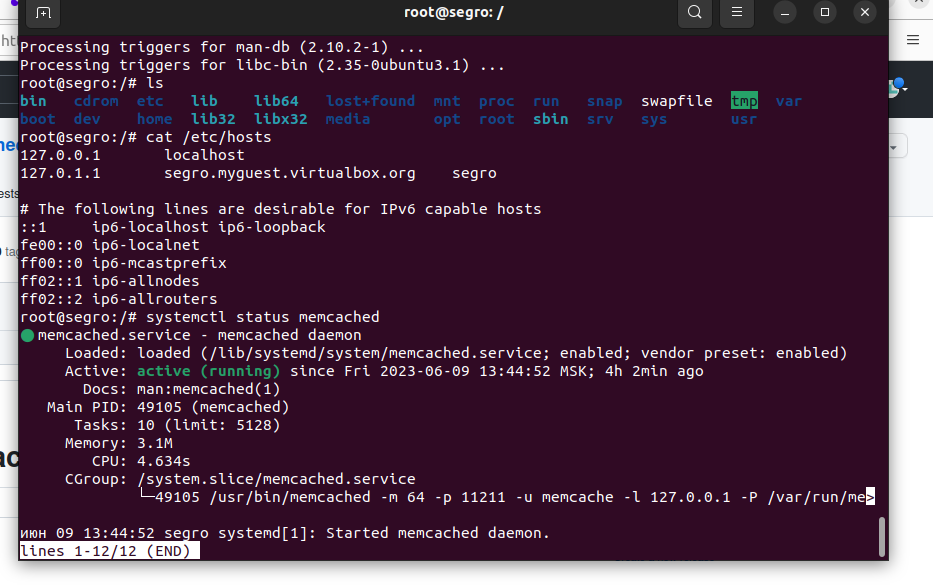 root@segro: /
htt
Processing triggers for man-db (2.10.2-1) ...
Processing triggers for libc-bin (2.35-0ubuntu3.1) ...
root@segro:/# ls
bin cdrom etc lib lib64 lost+found mnt proc run snap swapfile tmp var
boot dev home lib32 libx32 media opt root sbin srv sys usr
root@segro:/# cat /etc/hosts
127.0.0.1 localhost
127.0.1.1 segro.myguest.virtualbox.org segro
# The following lines are desirable for IPv6 capable hosts
::1 ip6-localhost ip6-loopback
fe00::0 ip6-localnet
ff00::0 ip6-mcastprefix
ff02::1 ip6-allnodes
ff02::2 ip6-allrouters
root@segro:/# systemctl status memcached
memcached.service - memcached daemon
Loaded: loaded (/lib/systemd/system/memcached.service; enabled; vendor preset: enabled)
Active: active (running) since Fri 2023-06-09 13:44:52 MSK; 4h 2min ago
Docs: man:memcached(1)
Main PID: 49105 (memcached)
Tasks: 10 (limit: 5128)
Memory: 3.1M
CPU: 4.634s
CGroup: /system.slice/memcached.service
└─49105 /usr/bin/memcached -m 64 -p 11211 -u memcache -l 127.0.0.1 -P /var/run/me>
июн 09 13:44:52 segro systemd[1]: Started memcached daemon.
lines 1-12/12 (END)